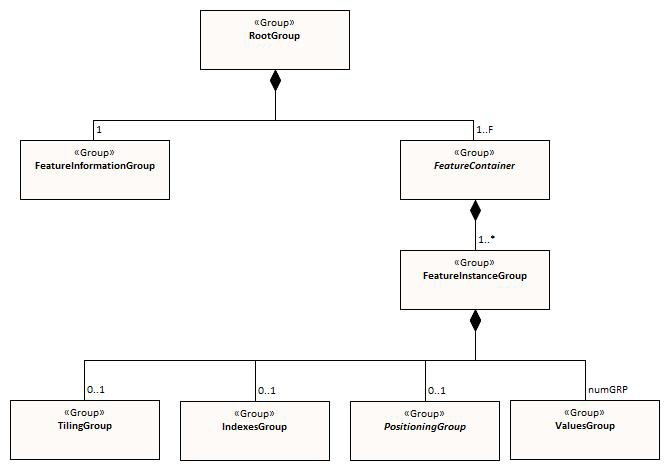 «Group»
RootGroup
1
1..F
«Group»
FeatureInformationGroup
«Group»
FeatureContainer
1..*
«Group»
FeatureInstanceGroup
0..1
0..1
0..1
numGRP
«Group»
TilingGroup
«Group»
IndexesGroup
«Group»
PositioningGroup
«Group»
ValuesGroup